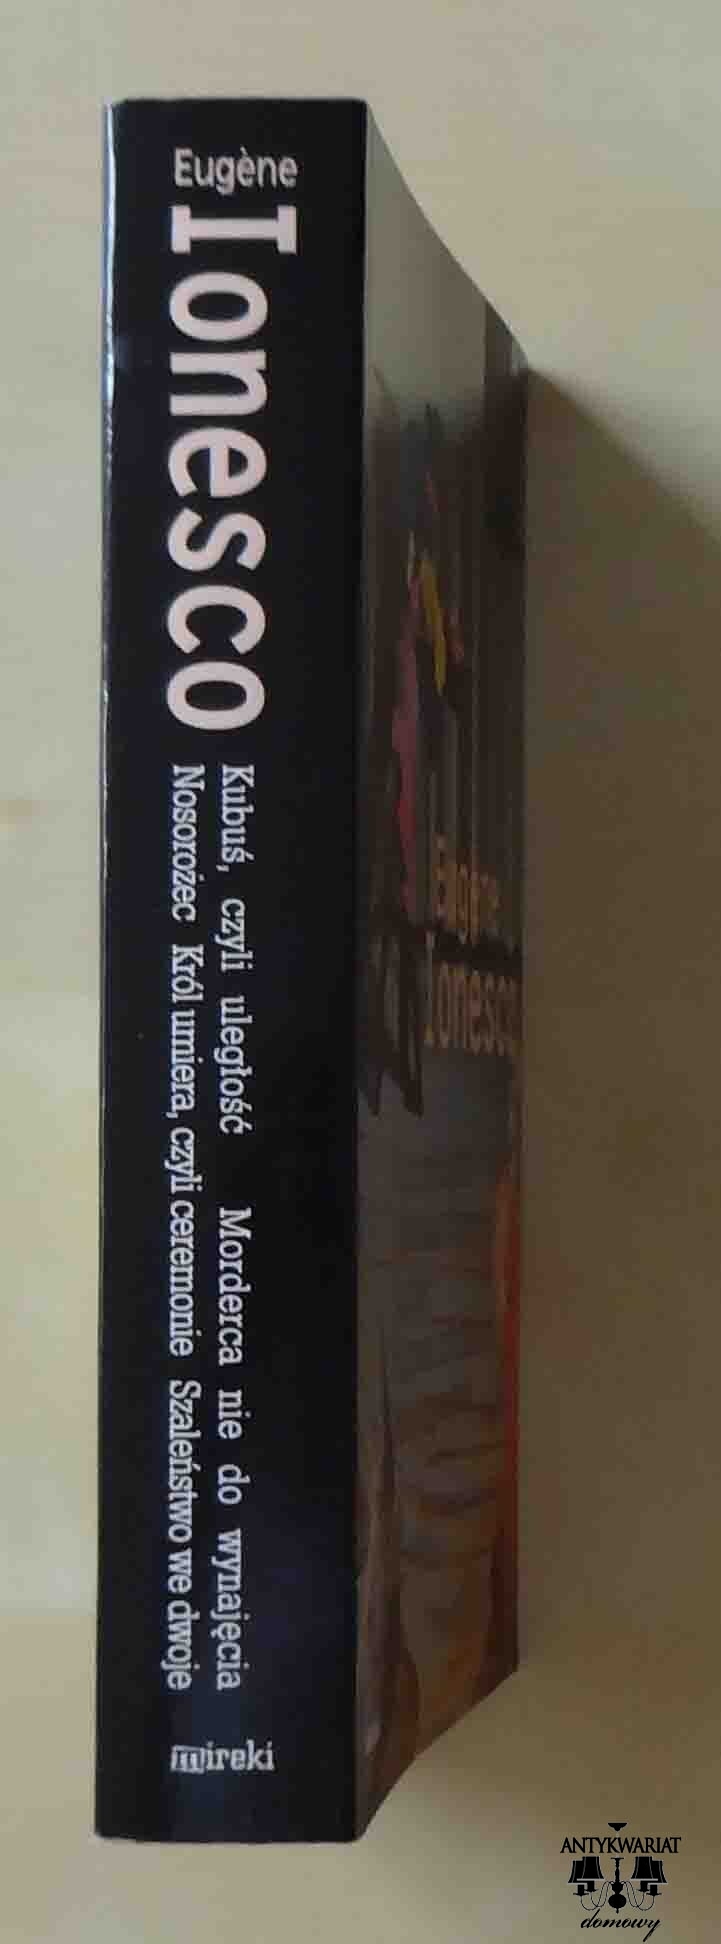 Eugène
Ionesco
Kubuś, czyli uległość Morderca nie do wynajęcia
Nosorożec Król umiera, czyli ceremonie Szaleństwo we dwoje
mireki
Eugène
Ionesco
ANTYKWARIAT
domowy